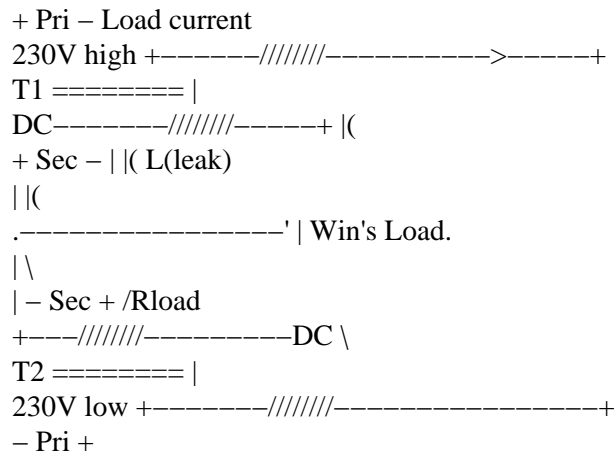 + Pri − Load current
230V high +−−−−−−////////−−−−−−−−−−>−−−−−+
T1 ======== |
DC−−−−−−−////////−−−−−+ |(
+ Sec − | |( L(leak)
| |(
.−−−−−−−−−−−−−−−−' | Win's Load.
| \
| − Sec + /Rload
+−−−////////−−−−−−−−−DC \
T2 ======== |
230V low +−−−−−−−////////−−−−−−−−−−−−−−−−+
− Pri +